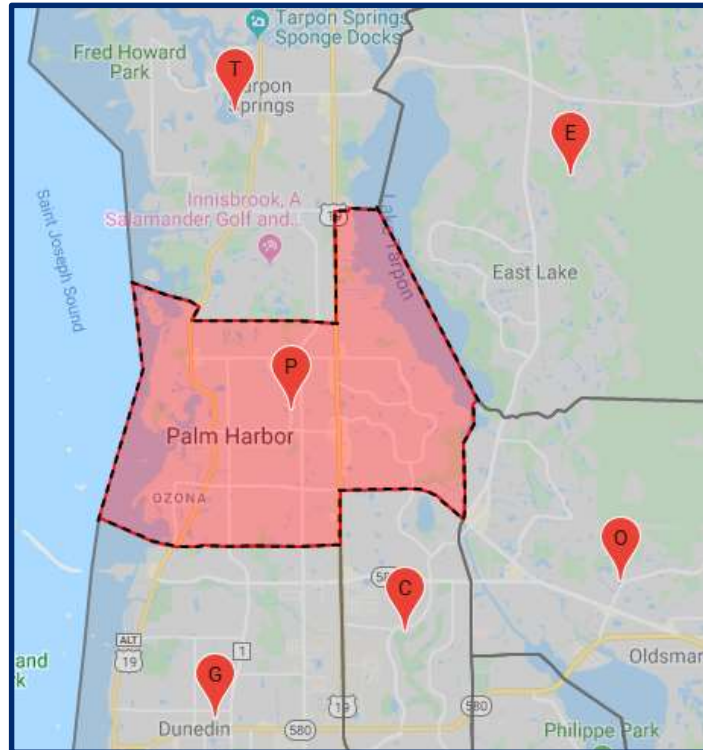 Tarpon Springs
Sponge Docks
Fred Howard
Park
T
Tarpon
Springs
E
Innisbrook, A
Salamander Golf and...
19
Lake Tarpon
Saint Joseph Sound
East Lake
P
Palm Harbor
OZONA
O
C
ALT
19
1
G
and
Oldsmar
Dunedin
580
19
580
Philippe Park